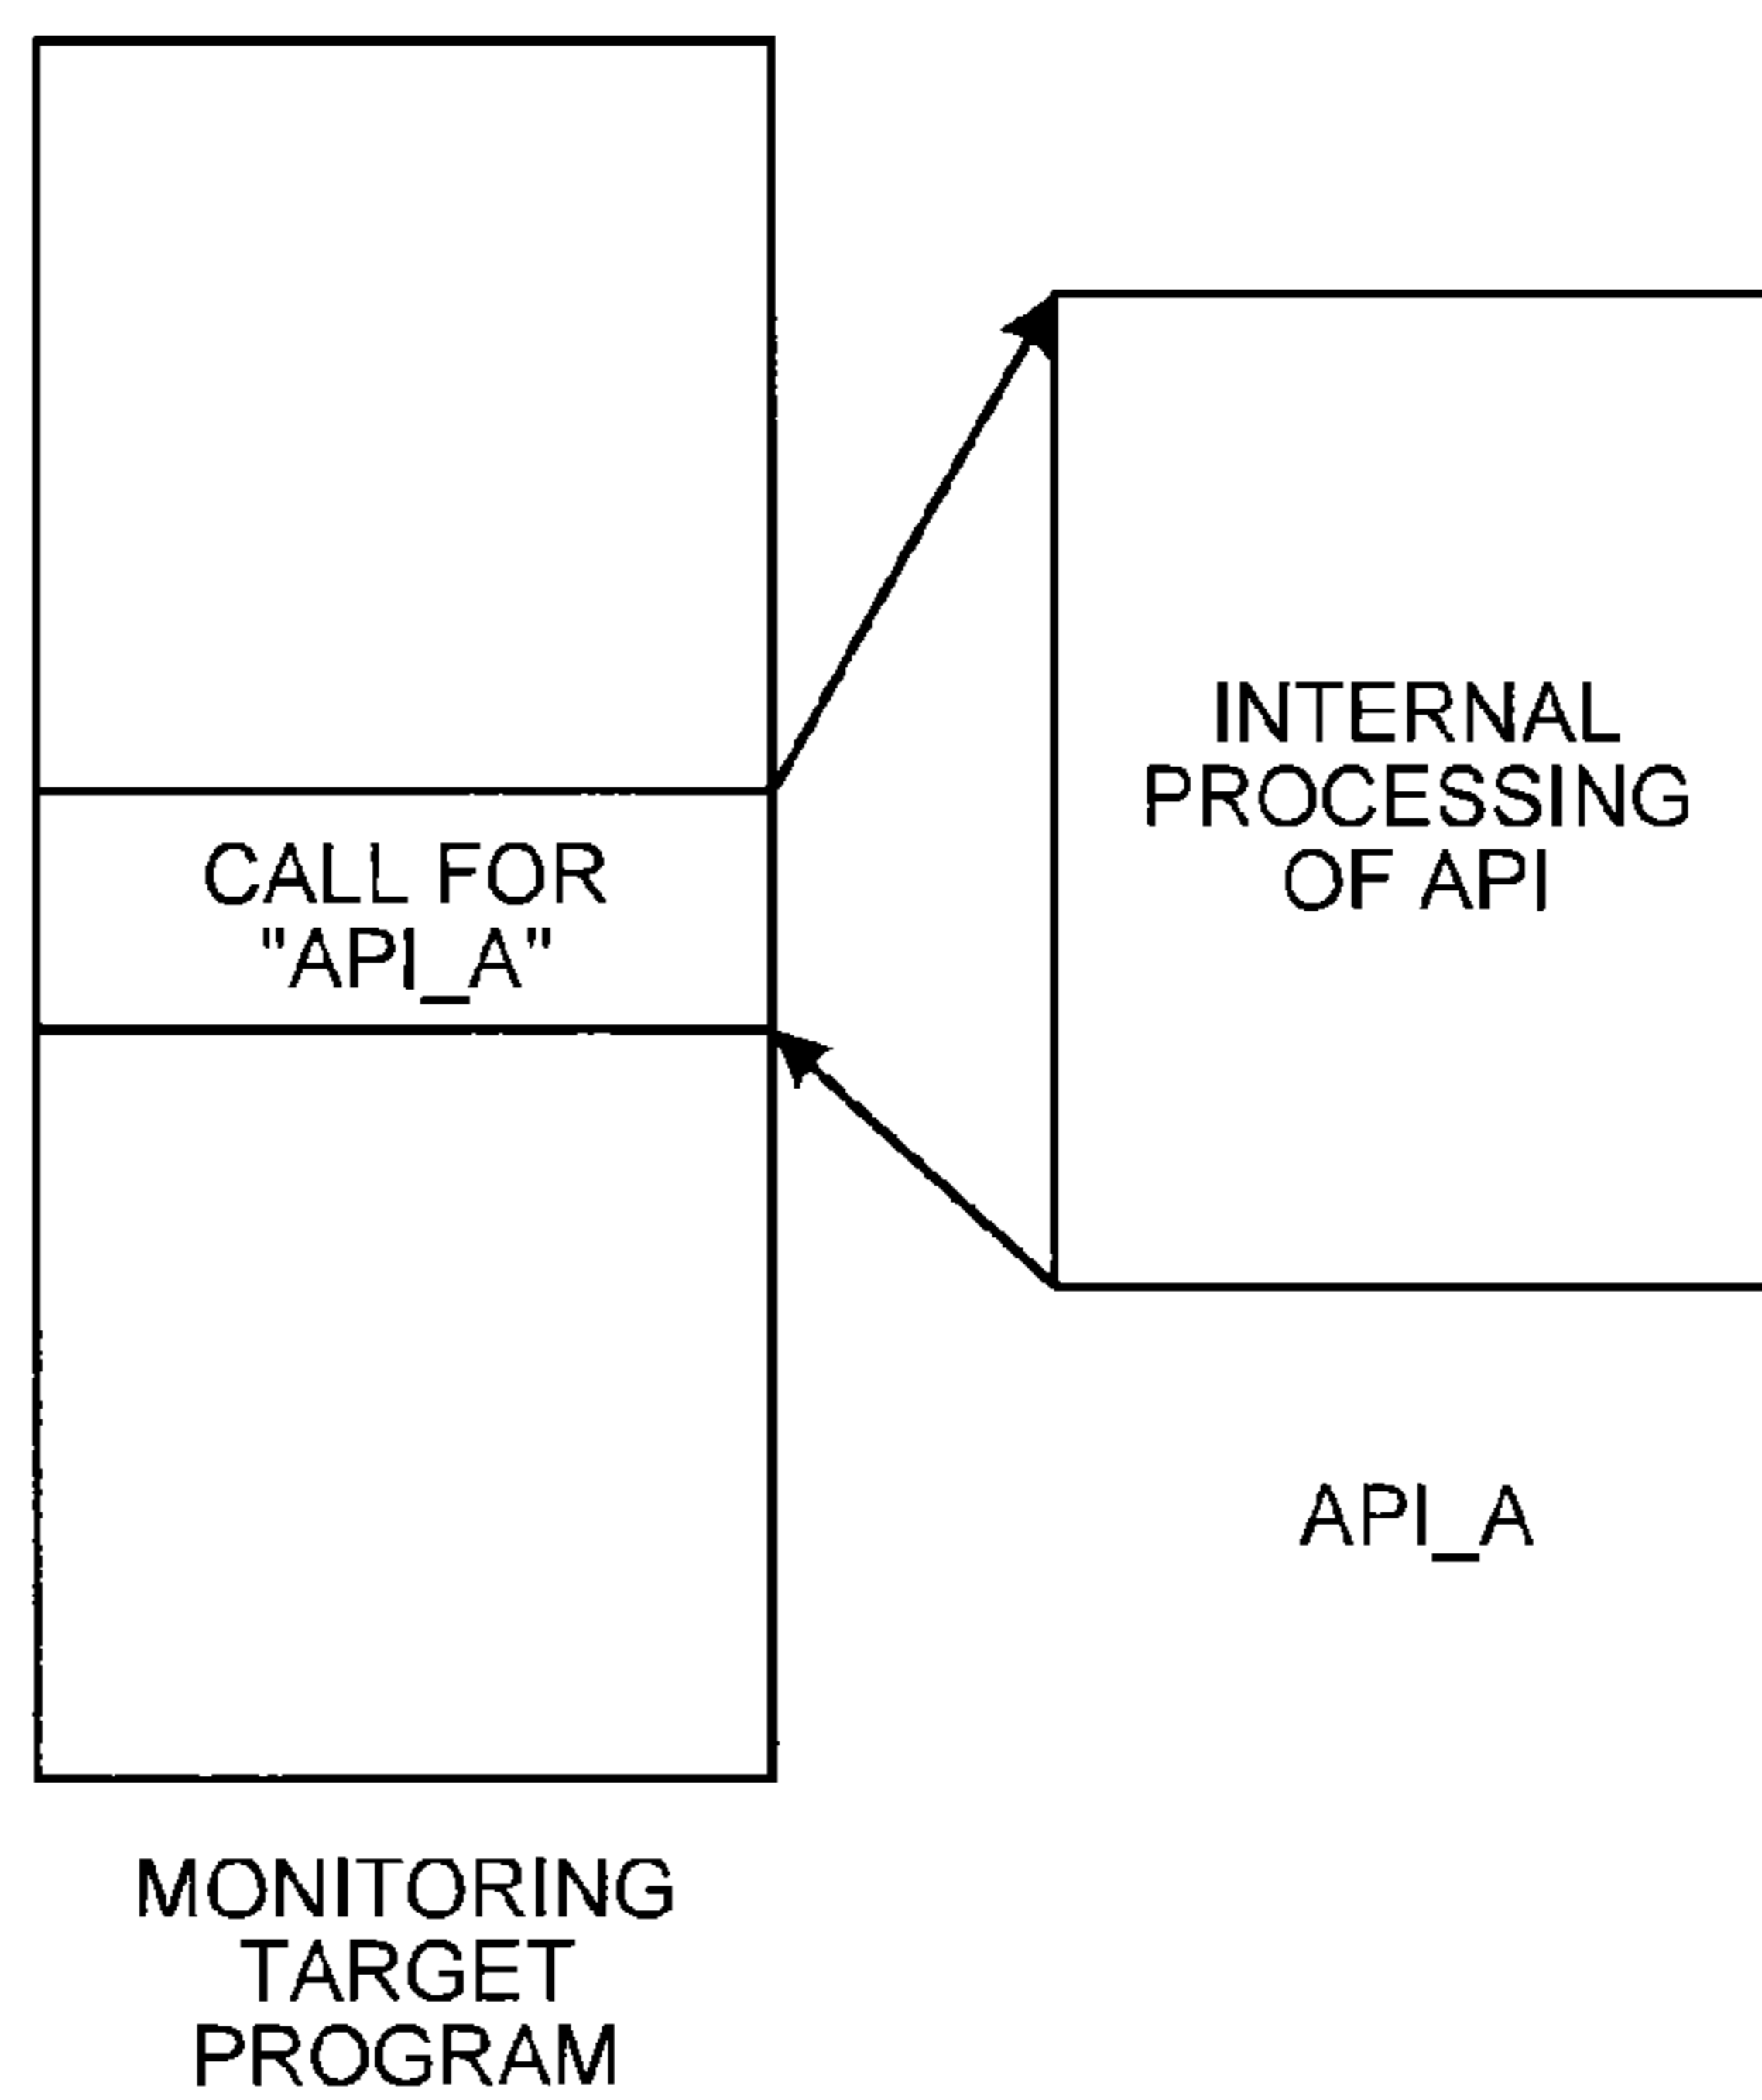 INTERNAL
PROCESSING
OF API
CALL FOR
"API_A"
API_A
MONITORING
TARGET
PROGRAM